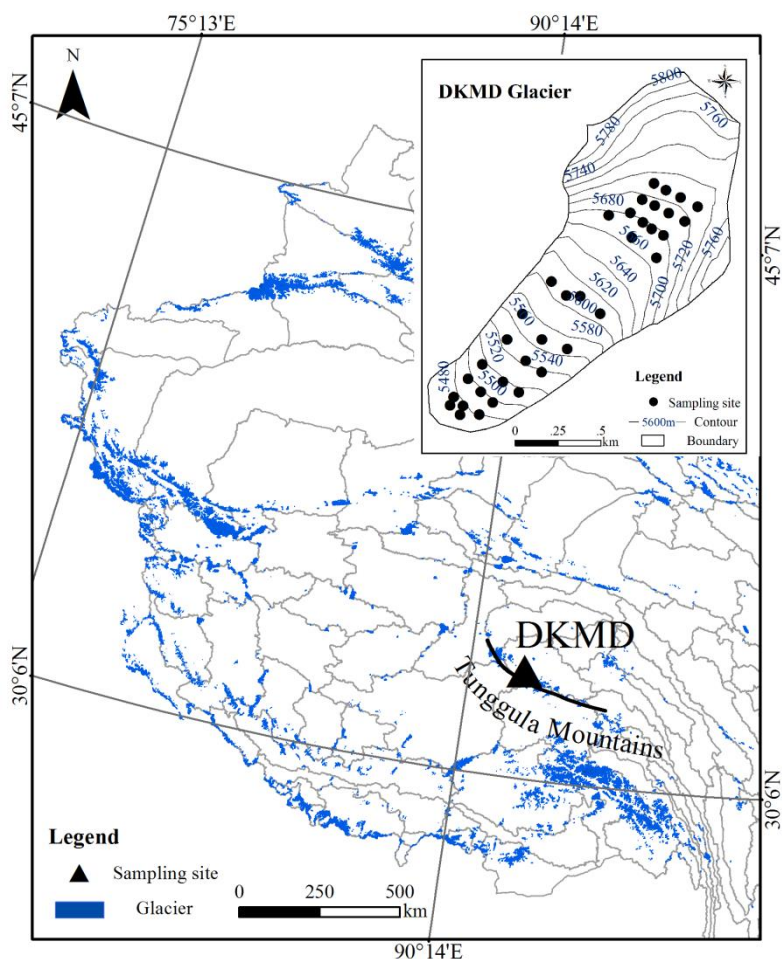 75°13'E
90°14'E
N
45°7'N
DKMD Glacier
5800
5760
5780
5740
5680
5660
5720
5760
5640
5700
5620
5600
5580
5520
5540
5480
5500
Legend
Sampling site
5600m Contour
Boundary
0 .25 .5
km
45°7'N
DKMD
Tunggula Mountains
30°6'N
30°6'N
Legend
Sampling site
Glacier
0 250 500
km
90°14'E